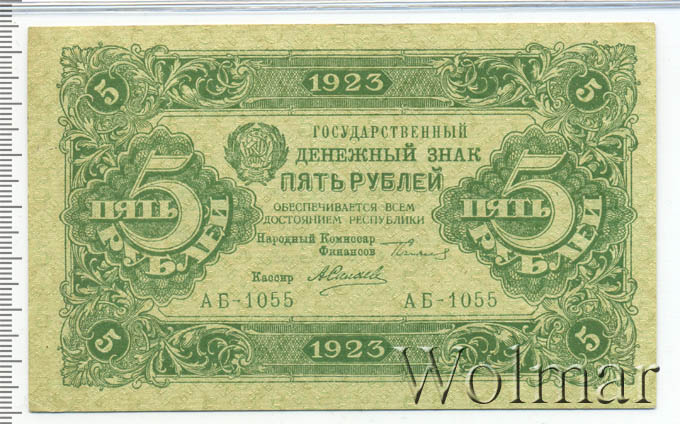 1923
5 5
ГОСУДАРСТВЕННЫЙ
ДЕНЕЖНЫЙ ЗНАК
ПЯТЬ РУБЛЕЙ
ОБЕСПЕЧИВАЕТСЯ ВСЕМ
ДОСТОЯНИЕМ РЕСПУБЛИКИ
5 ПЯТЬ РУБЛЕЙ
5 ПЯТЬ РУБЛЕЙ
Народный Комиссар
Финансов
Кассир
АБ-1055 АБ-1055
5 5
1923
Wolmar